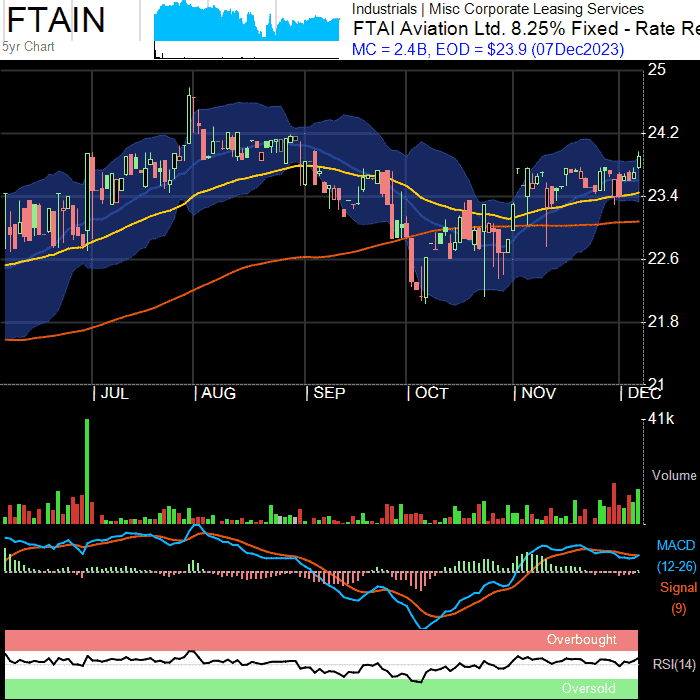 FTAIN
5yr Chart
Industrials | Misc Corporate Leasing Services
FTAI Aviation Ltd. 8.25% Fixed - Rate Re
MC = 2.4B, EOD = $23.9 (07Dec2023)
25
24.2
23.4
22.6
21.8
21
| JUL | AUG | SEP | OCT | NOV | DEC
41k
Volume
MACD
(12-26)
Signal
(9)
Overbought
RSI(14)
Oversold